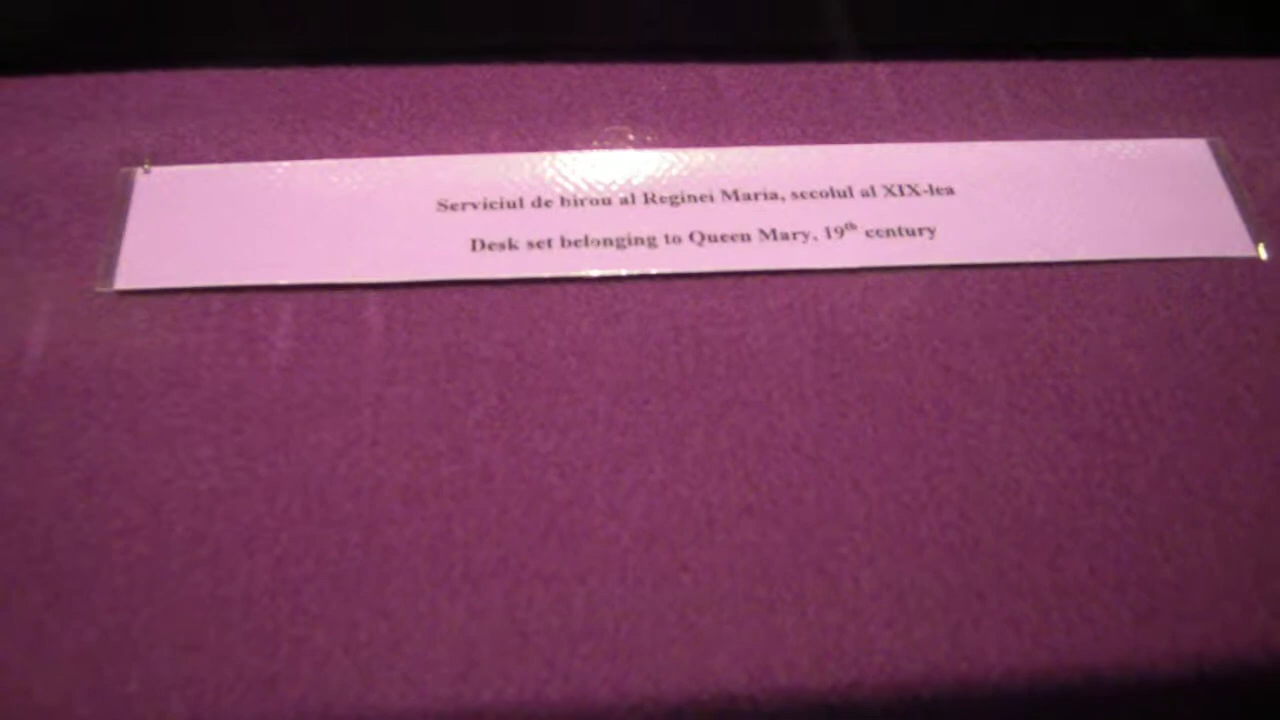 Serviciul de birou al Reginei Maria, secolul al XIX-lea
Desk set belonging to Queen Mary, 19th century